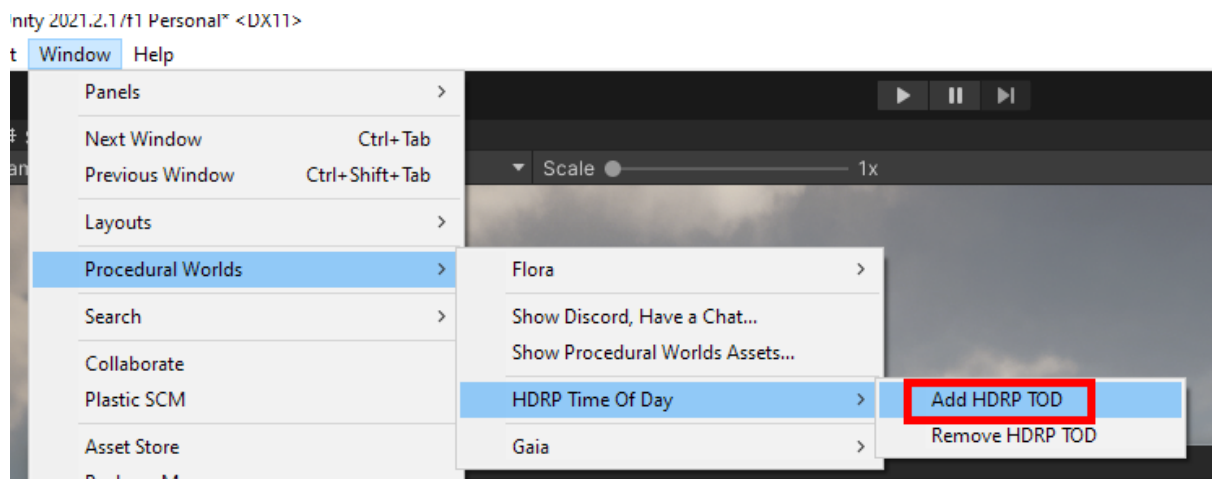 Unity 2021.2.17f1 Personal* <DX11>
t Window Help
Panels
Next Window Ctrl+Tab
Previous Window Ctrl+Shift+Tab
Scale 1x
Layouts
Procedural Worlds
Flora
Search
Show Discord, Have a Chat...
Show Procedural Worlds Assets...
Collaborate
Plastic SCM
HDRP Time Of Day
Add HDRP TOD
Remove HDRP TOD
Asset Store
Gaia